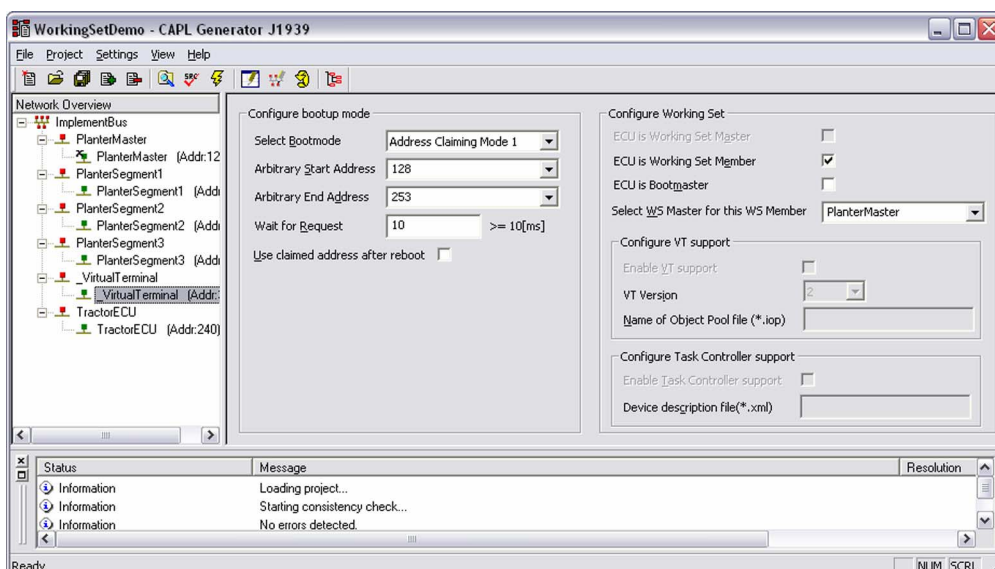 WorkingSetDemo - CAPL Generator J1939
File Project Settings View Help
Network Overview
ImplementBus
PlanterMaster
PlanterMaster (Addr:12
PlanterSegment1
PlanterSegment1 (Addr
PlanterSegment2
PlanterSegment2 (Addr
PlanterSegment3
PlanterSegment3 (Addr
_VirtualTerminal
_VirtualTerminal (Addr:
TractorECU
TractorECU (Addr:240)
Configure bootup mode
Select Bootmode Address Claiming Mode 1
Arbitrary Start Address 128
Arbitrary End Address 253
Wait for Request 10 >= 10[ms]
Use claimed address after reboot
Configure Working Set
ECU is Working Set Master
ECU is Working Set Member
ECU is Bootmaster
Select WS Master for this WS Member PlanterMaster
Configure VT support
Enable VT support
VT Version 2
Name of Object Pool file (*.iop)
Configure Task Controller support
Enable Task Controller support
Device description file(*.xml)
Status Message Resolution
Information Loading project...
Information Starting consistency check...
Information No errors detected.
Ready NUM SCRL